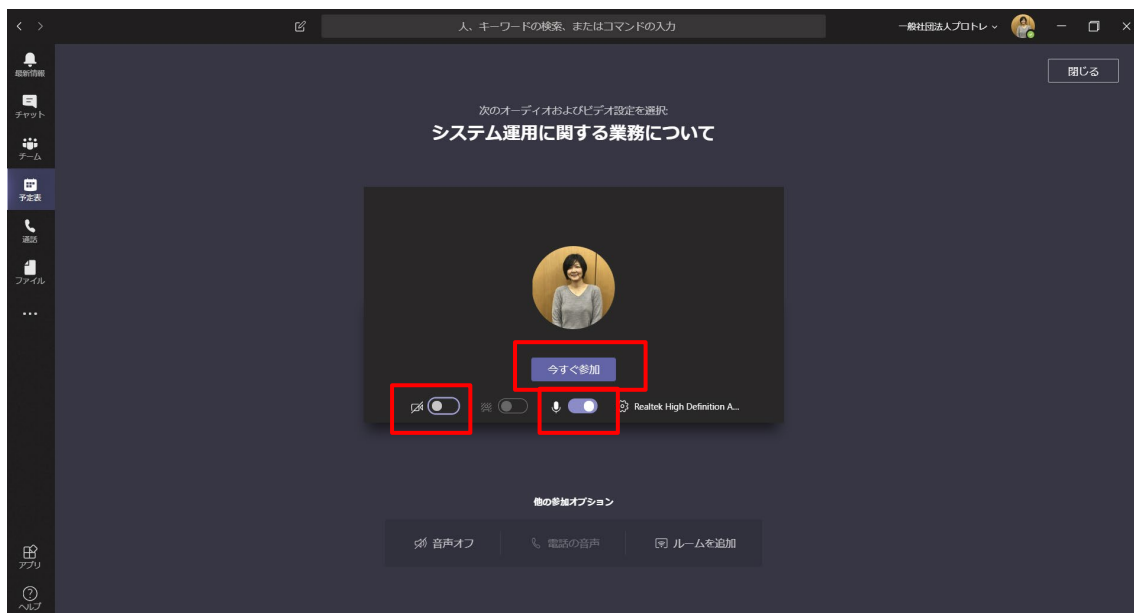 人、キーワードの検索、またはコマンドの入力
一般社団法人プロトレ
最新情報
チャット
チーム
予定表
通話
ファイル
アプリ
ヘルプ
閉じる
次のオーディオおよびビデオ設定を選択:
システム運用に関する業務について
今すぐ参加
Realtek High Definition A...
他の参加オプション
音声オフ
電話の音声
ルームを追加